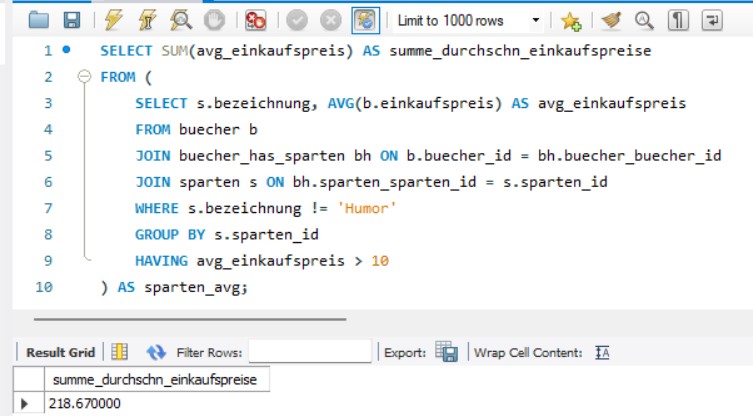 Limit to 1000 rows
1 SELECT SUM(avg_einkaufspreis) AS summe_durchschn_einkaufspreise
2 FROM (
3 SELECT s.bezeichnung, AVG(b.einkaufspreis) AS avg_einkaufspreis
4 FROM buecher b
5 JOIN buecher_has_sparten bh ON b.buecher_id = bh.buecher_buecher_id
6 JOIN sparten s ON bh.sparten_sparten_id = s.sparten_id
7 WHERE s.bezeichnung != 'Humor'
8 GROUP BY s.sparten_id
9 HAVING avg_einkaufspreis > 10
10 ) AS sparten_avg;
Result Grid Filter Rows: Export: Wrap Cell Content:
summe_durchschn_einkaufspreise
218.670000